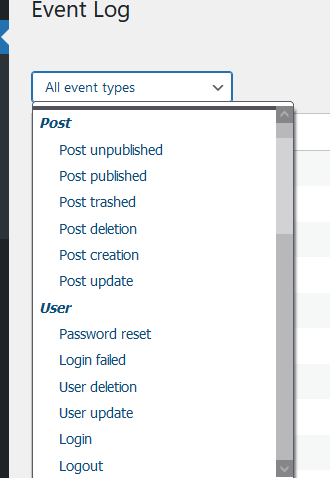 Event Log
All event types
Post
Post unpublished
Post published
Post trashed
Post deletion
Post creation
Post update
User
Password reset
Login failed
User deletion
User update
Login
Logout